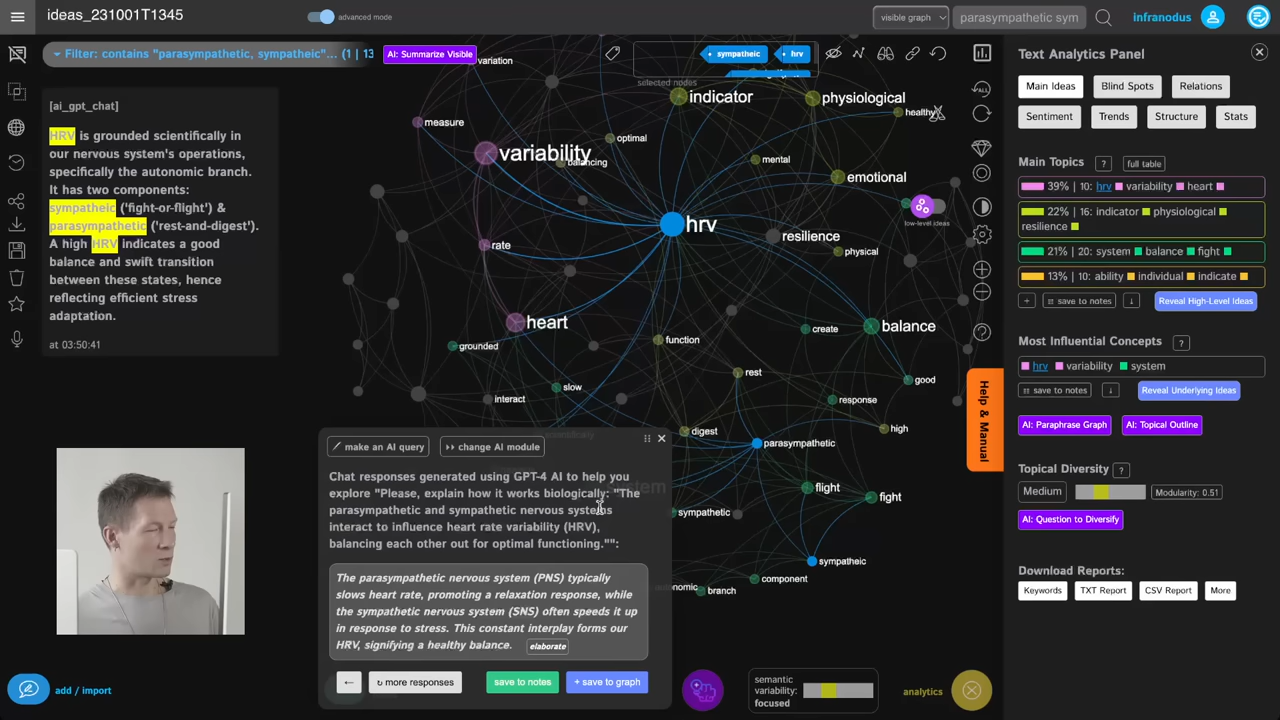 ideas_231001T1345
advanced mode
visible graph
parasympathetic sym
infranodus
Filter: contains "parasympathetic, sympatheic"... (1 | 13
AI: Summarize Visible
[ai_gpt_chat]
HRV is grounded scientifically in
our nervous system's operations,
specifically the autonomic branch.
It has two components:
sympatheic ('fight-or-flight') &
parasympathetic ('rest-and-digest').
A high HRV indicates a good
balance and swift transition
between these states, hence
reflecting efficient stress
adaptation.
at 03:50:41
add / import
sympatheic
hrv
selected nodes
variation
indicator
physiological
healthy
measure
optimal
variability
balancing
mental
emotional
low-level ideas
hrv
resilience
rate
physical
heart
create
balance
function
grounded
rest
good
slow
interact
response
digest
high
parasympathetic
flight
fight
sympathetic
sympatheic
component
branch
make an AI query
change AI module
Chat responses generated using GPT-4 AI to help you
explore "Please, explain how it works biologically: "The
parasympathetic and sympathetic nervous systems
interact to influence heart rate variability (HRV),
balancing each other out for optimal functioning."":
The parasympathetic nervous system (PNS) typically
slows heart rate, promoting a relaxation response, while
the sympathetic nervous system (SNS) often speeds it up
in response to stress. This constant interplay forms our
HRV, signifying a healthy balance. elaborate
← ↻ more responses save to notes + save to graph
semantic
variability:
focused
analytics
Help & Manual
Text Analytics Panel
Main Ideas Blind Spots Relations
Sentiment Trends Structure Stats
Main Topics ? full table
39% | 10: hrv variability heart
22% | 16: indicator physiological
resilience
21% | 20: system balance fight
13% | 10: ability individual indicate
+ save to notes ↓ Reveal High-Level Ideas
Most Influential Concepts ?
hrv variability system
save to notes ↓ Reveal Underlying Ideas
AI: Paraphrase Graph AI: Topical Outline
Topical Diversity ?
Medium Modularity: 0.51
AI: Question to Diversify
Download Reports:
Keywords TXT Report CSV Report More